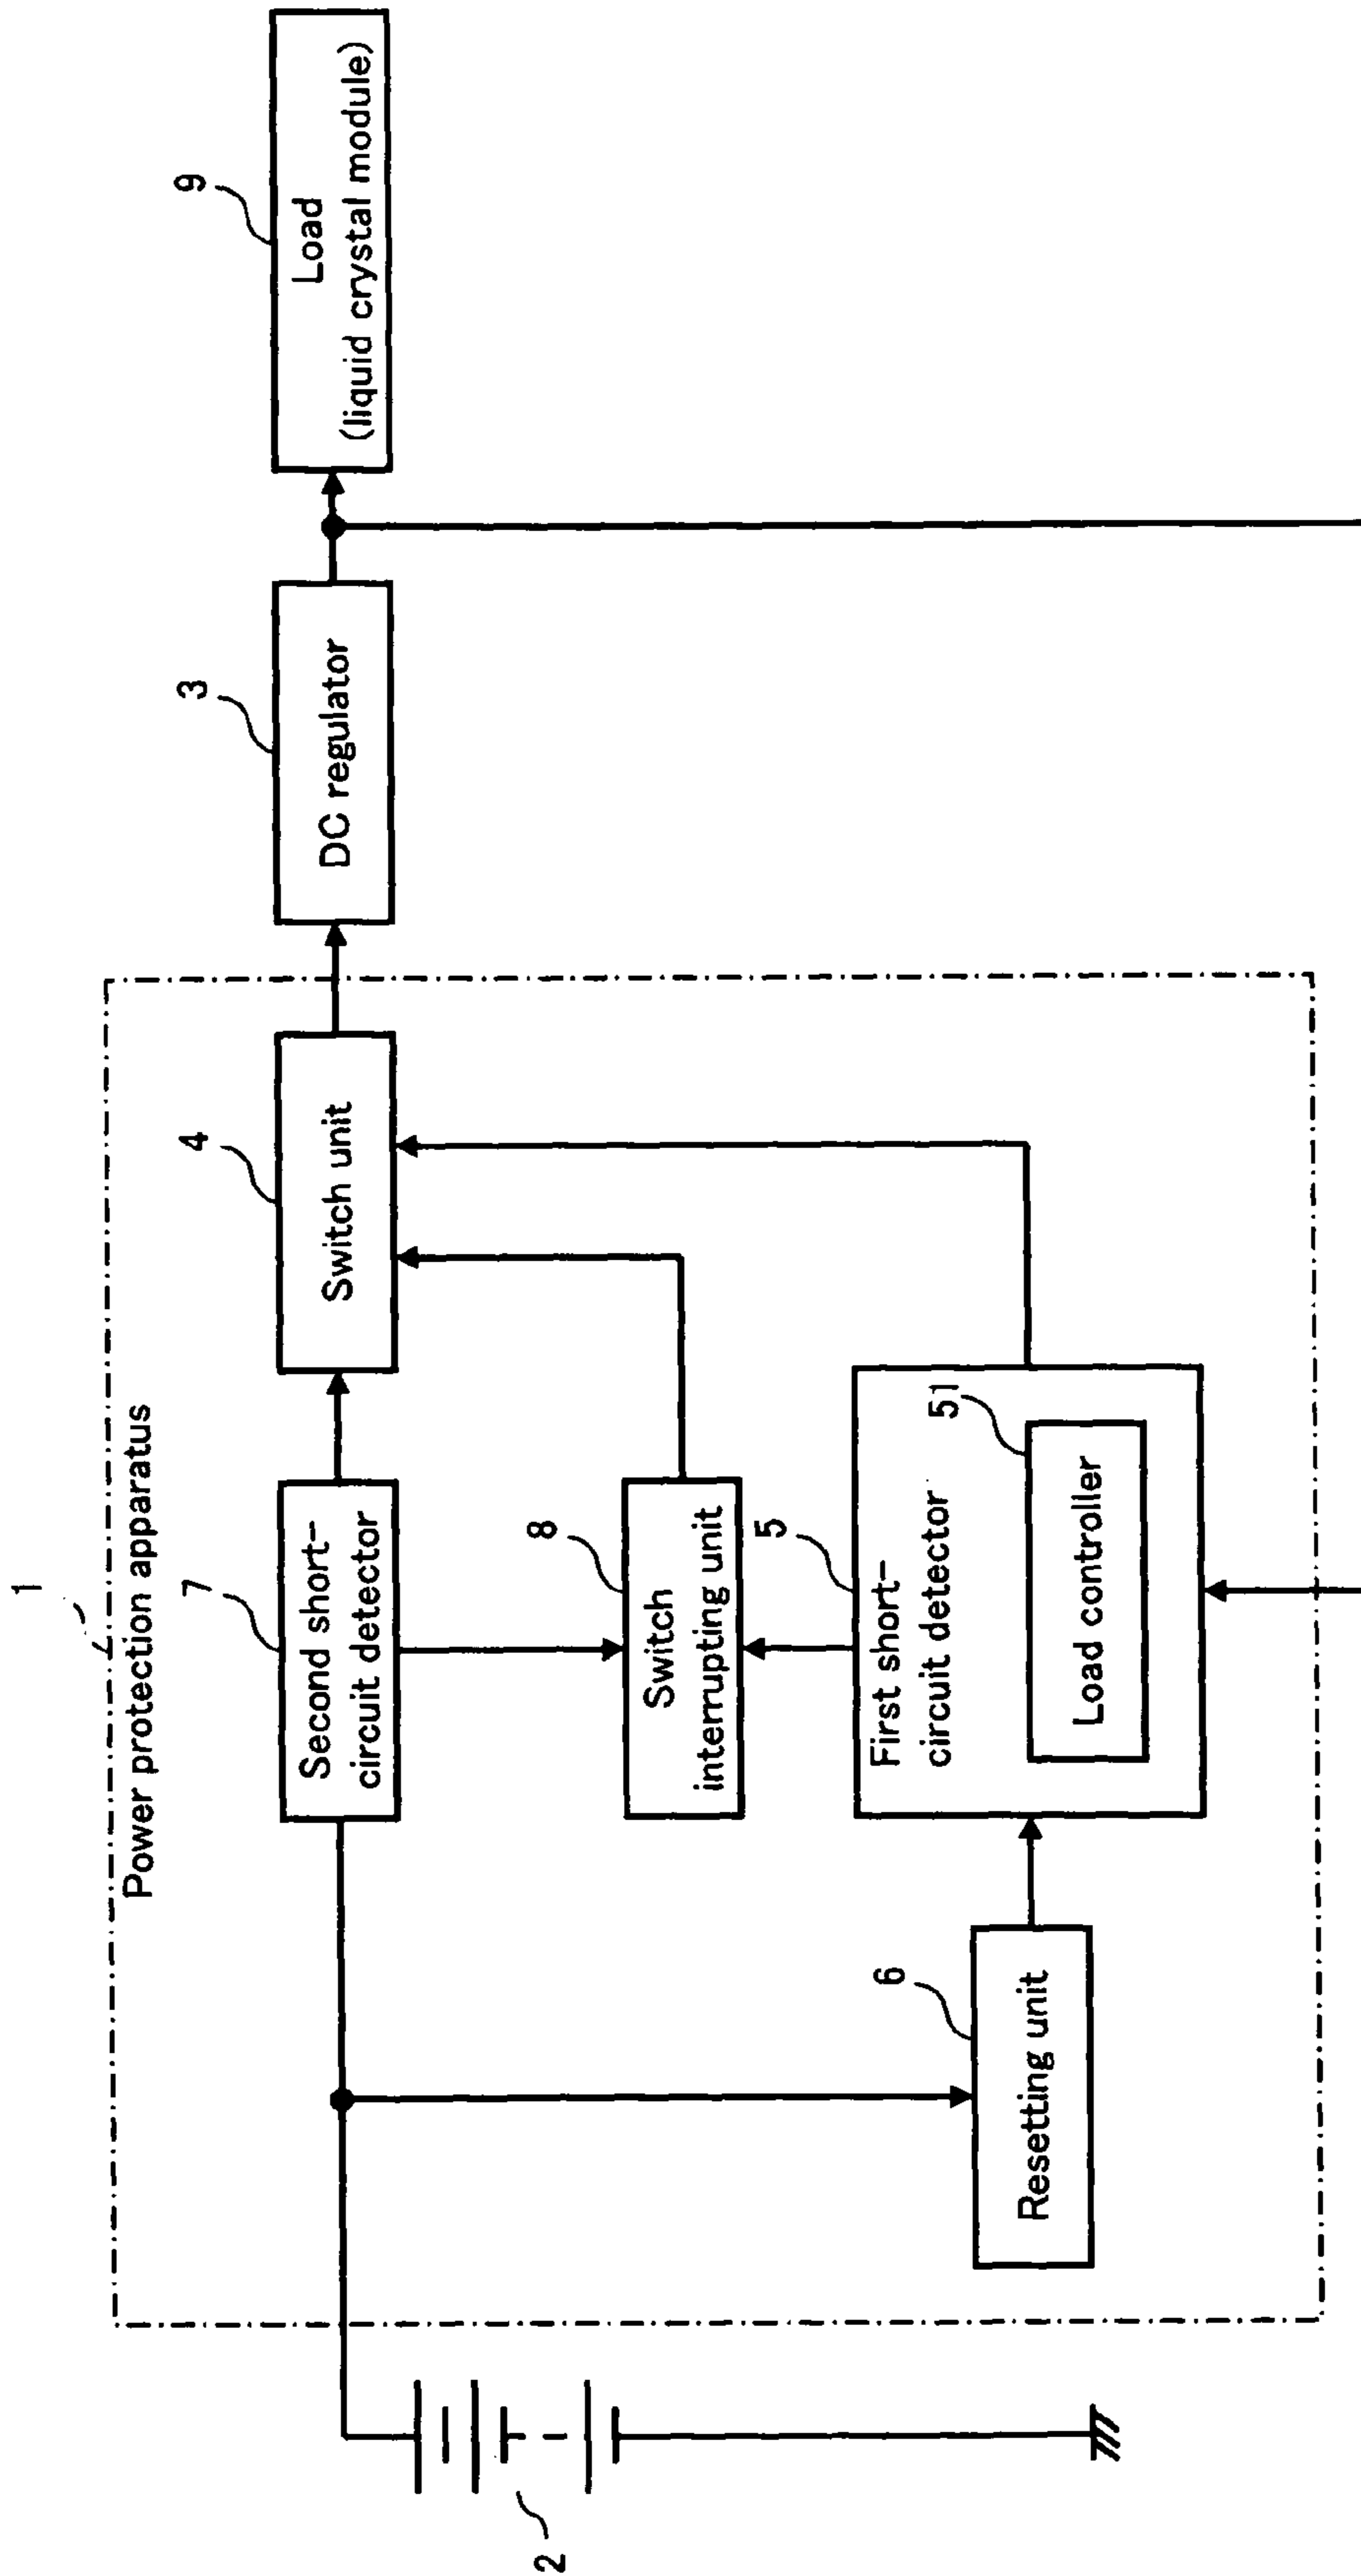 1
Power protection apparatus
7
Second short-
circuit detector
4
Switch unit
3
DC regulator
9
Load
(liquid crystal module)
8
Switch
interrupting unit
5
First short-
circuit detector
51
Load controller
6
Resetting unit
2